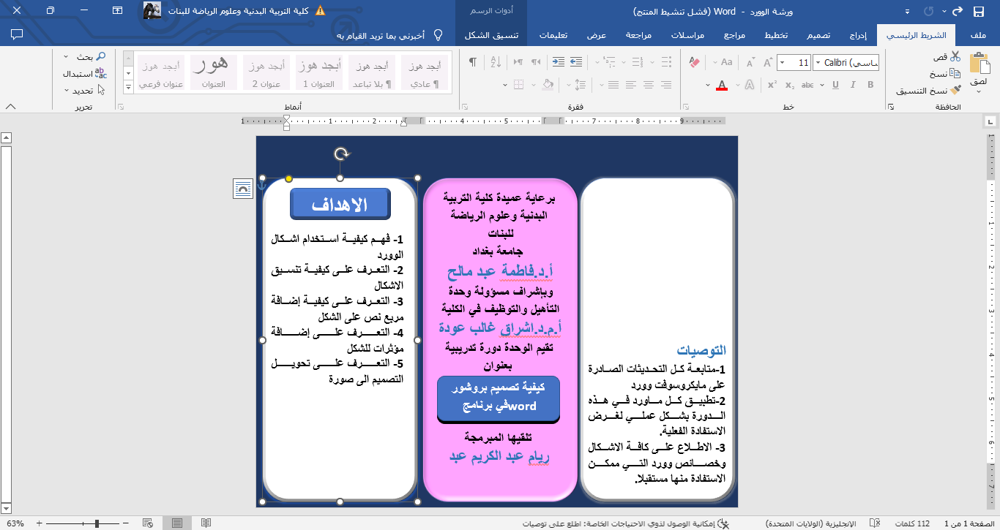 ورشة الوورد - Word (فشل تنشيط المنتج)
أدوات الرسم
كلية التربية البدنية وعلوم الرياضة للبنات
ملف
الشريط الرئيسي
إدراج
تصميم
تخطيط
مراجع
مراسلات
مراجعة
عرض
تعليمات
تنسيق الشكل
أخبرني بما تريد القيام به
لصق
قص
نسخ
نسخ التنسيق
الحافظة
Calibri (ساسي
11
خط
فقرة
أبجد هوز
¶ عادي
أبجد هوز
¶ بلا تباعد
أبجد هوز
العنوان 1
أبجد هوز
عنوان 2
هور
العنوان
أبجد هوز
عنوان فرعي
أنماط
بحث
استبدال
تحديد
تحرير
التوصيات
1-متابعة كل التحديثات الصادرة
على مايكروسوفت وورد
2-تطبيق كل ماورد في هذه
الدورة بشكل عملي لغرض
الاستفادة الفعلية.
3- الاطلاع على كافة الاشكال
وخصائص وورد التي ممكن
الاستفادة منها مستقبلا.
برعاية عميدة كلية التربية
البدنية وعلوم الرياضة
للبنات
جامعة بغداد
أ.د.فاطمة عبد مالح
وبإشراف مسؤولة وحدة
التأهيل والتوظيف في الكلية
أ.م.د.اشراق غالب عودة
تقيم الوحدة دورة تدريبية
بعنوان
كيفية تصميم بروشور
في برنامج word
تلقيها المبرمجة
ريام عبد الكريم عبد
الاهداف
1- فهم كيفية استخدام اشكال
الوورد
2- التعرف على كيفية تنسيق
الاشكال
3- التعرف على كيفية إضافة
مربع نص على الشكل
4- التعرف على إضافة
مؤثرات للشكل
5- التعرف على تحويل
التصميم الى صورة
الصفحة 1 من 1
112 كلمات
الإنجليزية (الولايات المتحدة)
إمكانية الوصول لذوي الاحتياجات الخاصة: اطلع على توصيات
63%